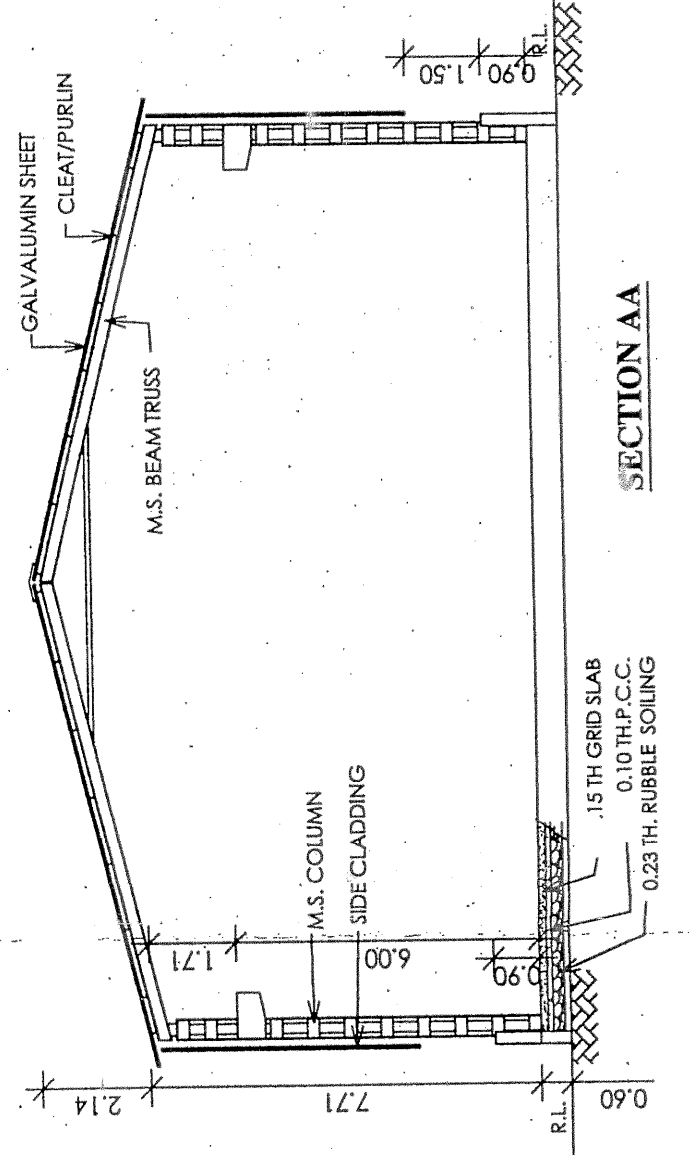 GALVALUMIN SHEET
CLEAT/PURLIN
M.S. BEAM TRUSS
M.S. COLUMN
SIDE CLADDING
2.14
7.71
0.60
R.L.
1.71
6.00
0.90
1.50
0.90
R.L.
.15 TH GRID SLAB
0.10 TH.P.C.C.
0.23 TH. RUBBLE SOILING
SECTION AA